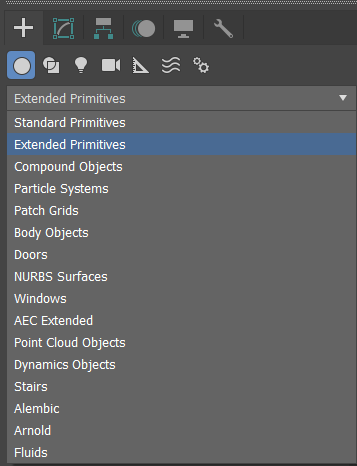 Extended Primitives
Standard Primitives
Extended Primitives
Compound Objects
Particle Systems
Patch Grids
Body Objects
Doors
NURBS Surfaces
Windows
AEC Extended
Point Cloud Objects
Dynamics Objects
Stairs
Alembic
Arnold
Fluids